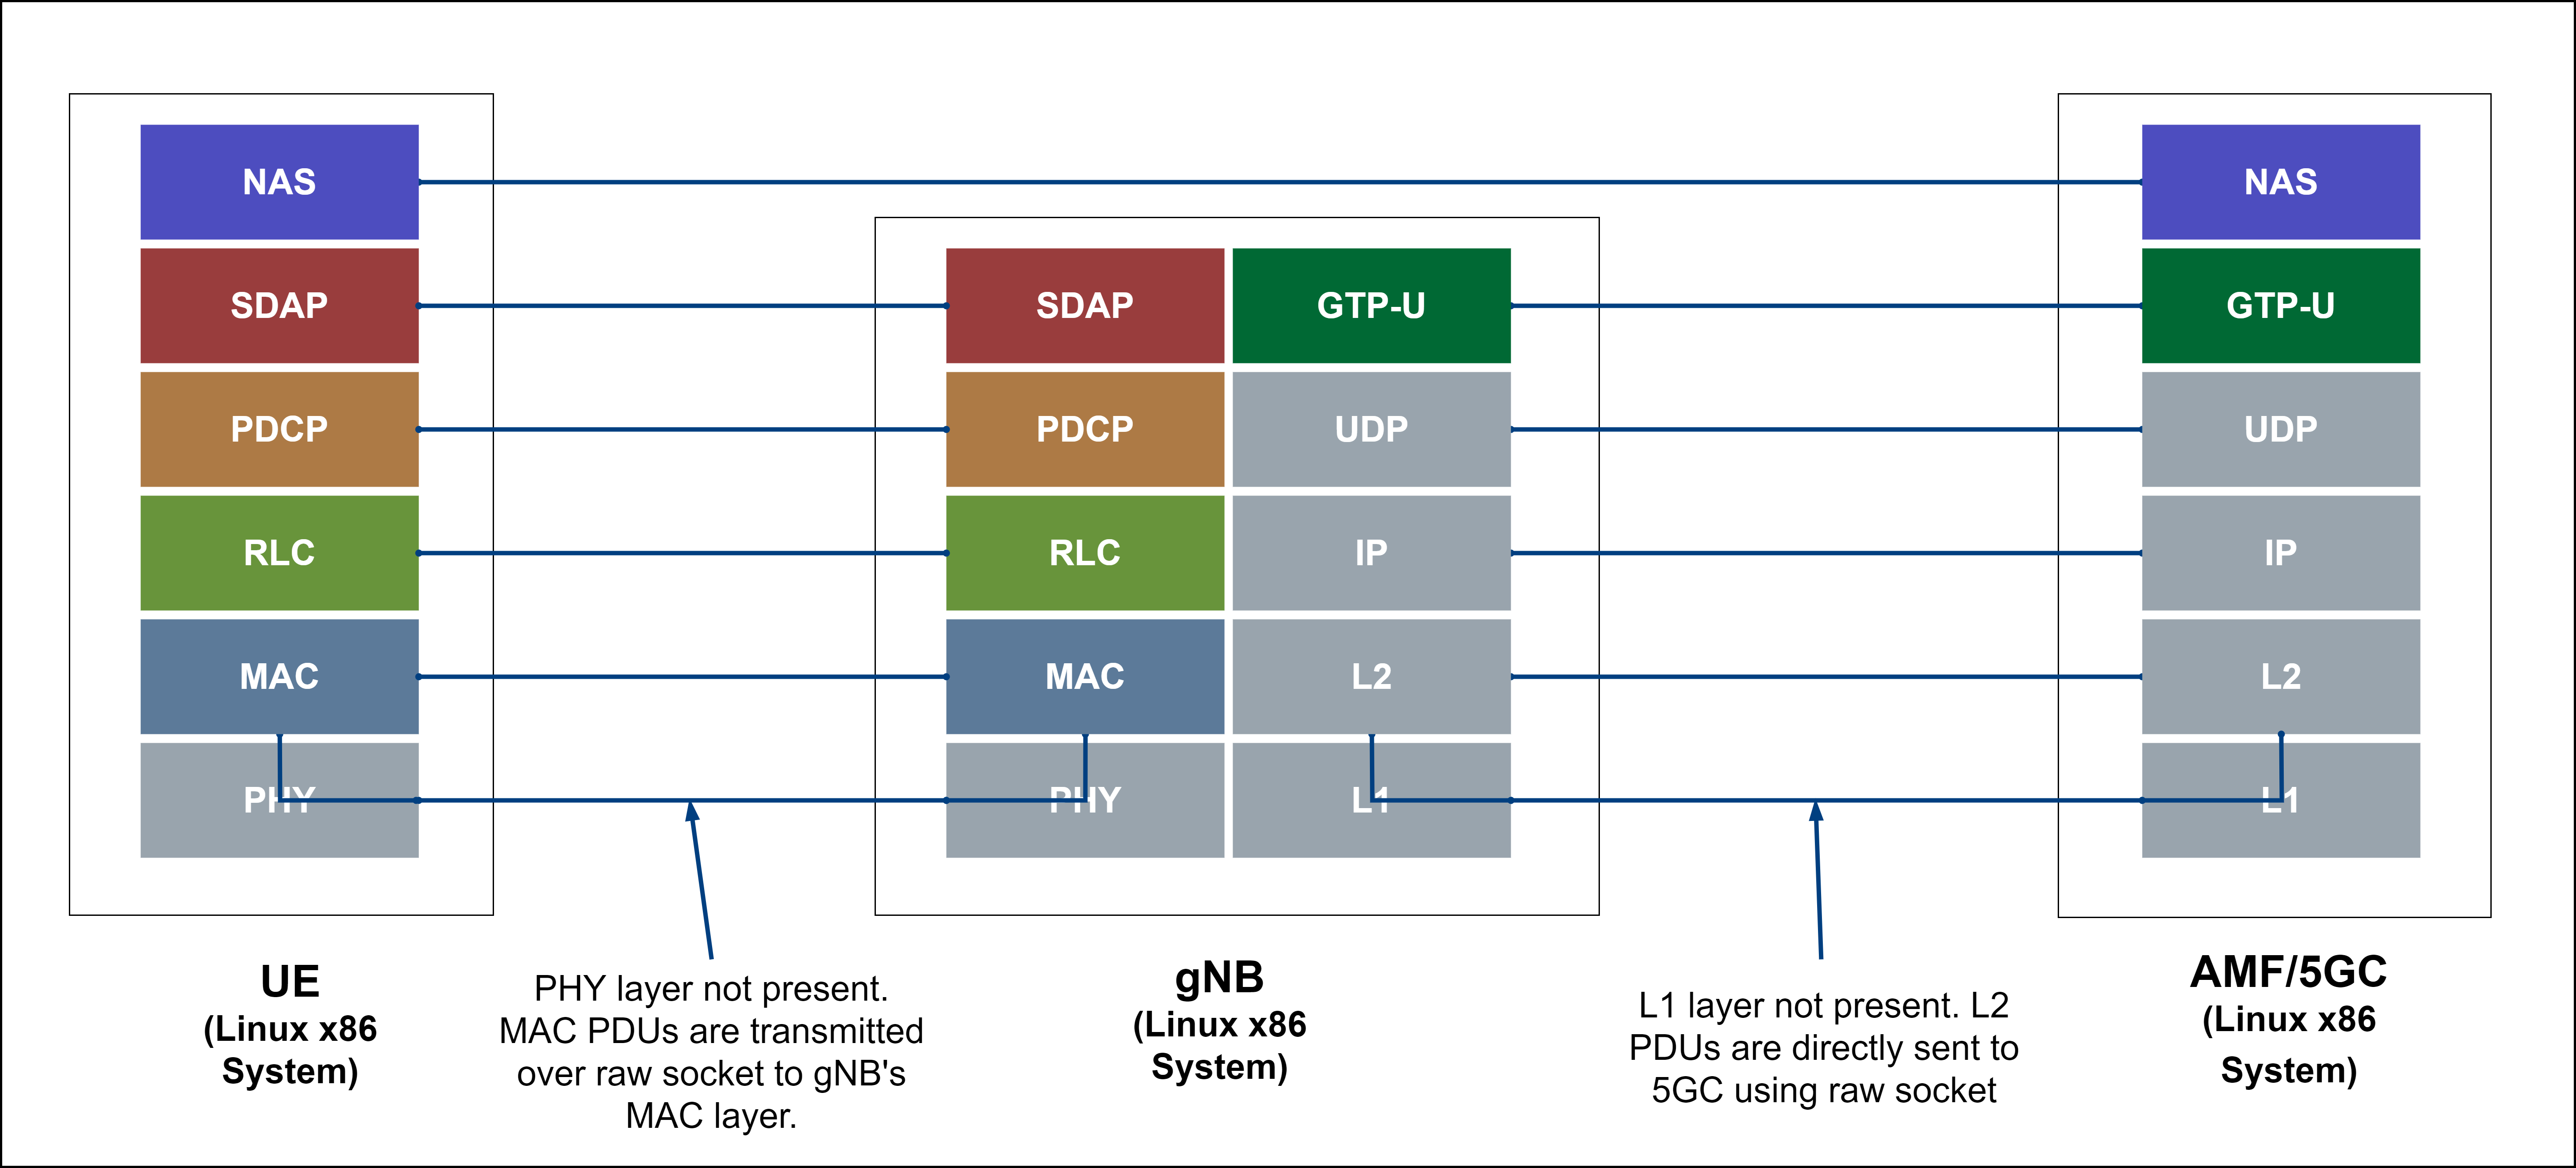 NAS
SDAP
PDCP
RLC
MAC
PHY
UE
(Linux x86
System)
PHY layer not present.
MAC PDUs are transmitted
over raw socket to gNB's
MAC layer.
SDAP
PDCP
RLC
MAC
PHY
GTP-U
UDP
IP
L2
L1
gNB
(Linux x86
System)
L1 layer not present. L2
PDUs are directly sent to
5GC using raw socket
NAS
GTP-U
UDP
IP
L2
L1
AMF/5GC
(Linux x86
System)